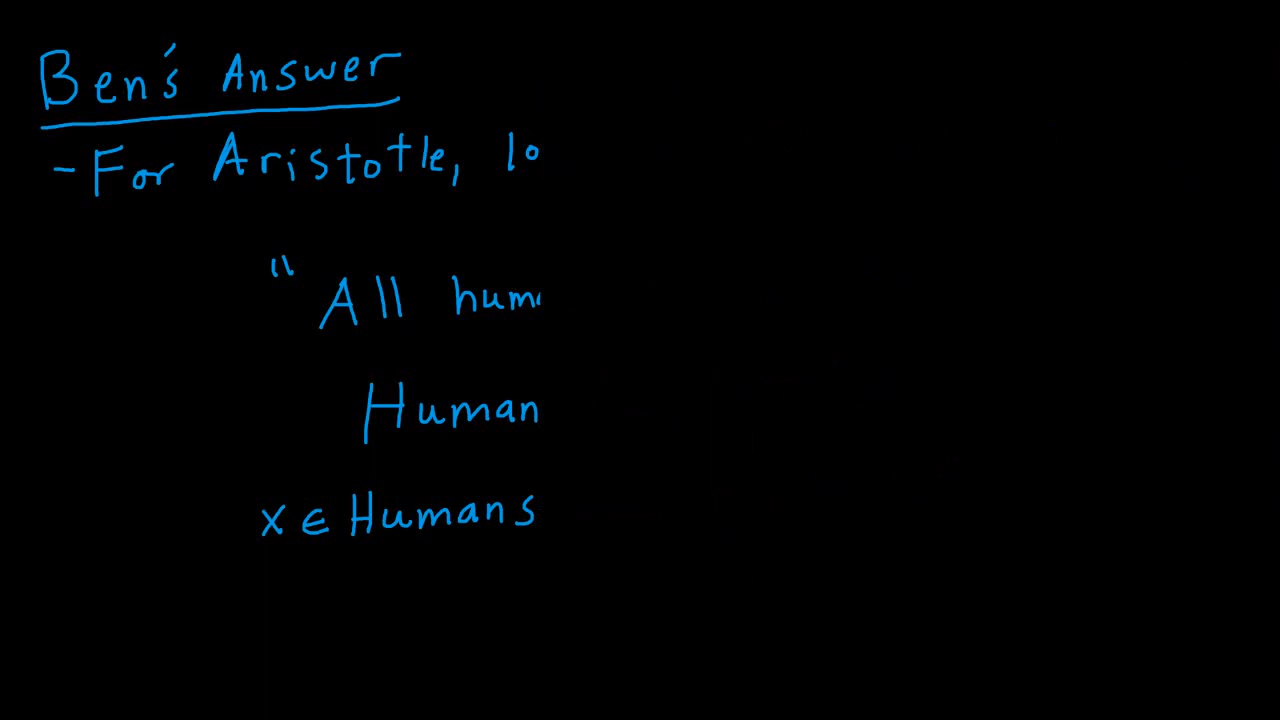 Ben's Answer
- For Aristotle, lo
" All hum
Human
x ∈ Humans